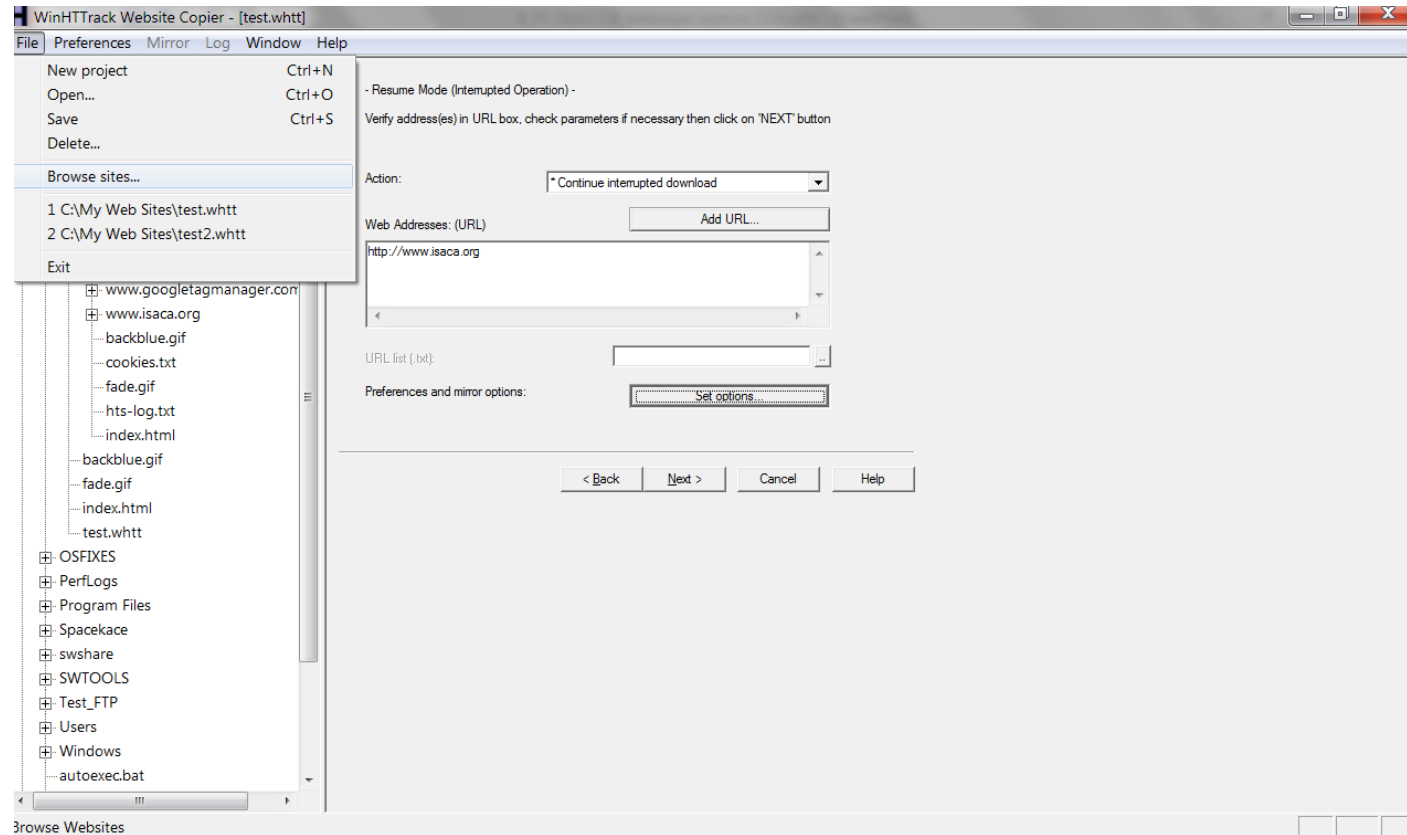 WinHTTrack Website Copier - [test.whtt]
File Preferences Mirror Log Window Help
New project Ctrl+N
Open... Ctrl+O
Save Ctrl+S
Delete...
Browse sites...
1 C:\My Web Sites\test.whtt
2 C:\My Web Sites\test2.whtt
Exit
www.googletagmanager.com
www.isaca.org
backblue.gif
cookies.txt
fade.gif
hts-log.txt
index.html
backblue.gif
fade.gif
index.html
test.whtt
OSFIXES
PerfLogs
Program Files
Spacekace
swshare
SWTOOLS
Test_FTP
Users
Windows
autoexec.bat
- Resume Mode (Interrupted Operation) -
Verify address(es) in URL box, check parameters if necessary then click on 'NEXT' button
Action: * Continue interrupted download
Web Addresses: (URL) Add URL...
http://www.isaca.org
URL list (.txt): ..
Preferences and mirror options: Set options...
< Back Next > Cancel Help
Browse Websites